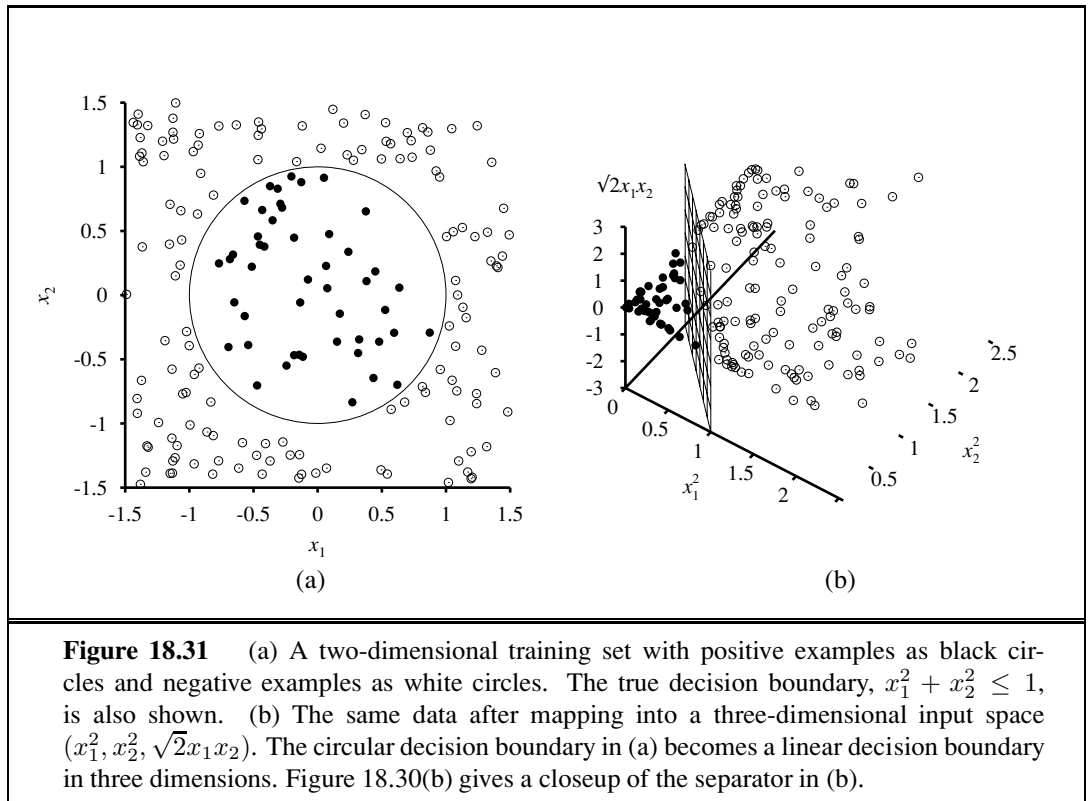 1.5
1
0.5
0
-0.5
-1
-1.5
x₂
-1.5 -1 -0.5 0 0.5 1 1.5
x₁
(a)
√2x₁x₂
3
2
1
0
-1
-2
-3
0
0.5
1
1.5
2
x₁²
0.5
1
1.5
2
2.5
x₂²
(b)
Figure 18.31 (a) A two-dimensional training set with positive examples as black cir-
cles and negative examples as white circles. The true decision boundary, x₁² + x₂² ≤ 1,
is also shown. (b) The same data after mapping into a three-dimensional input space
(x₁², x₂², √2x₁x₂). The circular decision boundary in (a) becomes a linear decision boundary
in three dimensions. Figure 18.30(b) gives a closeup of the separator in (b).